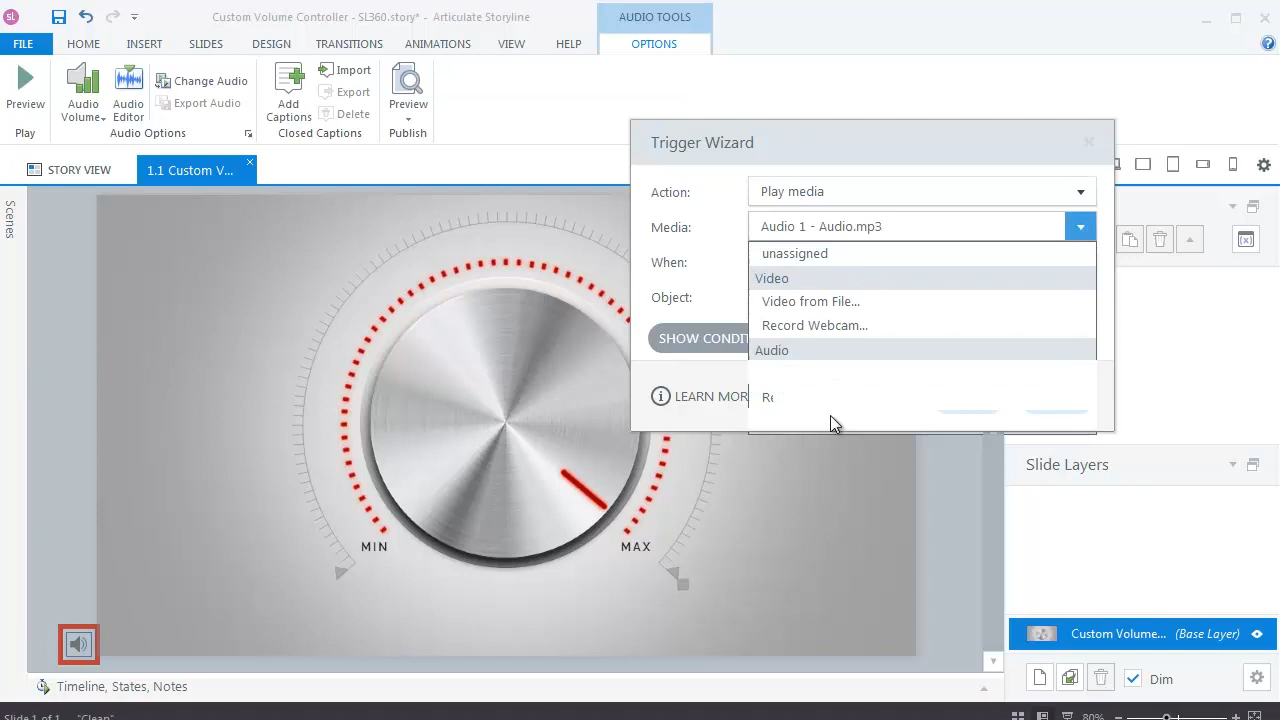 sl
Custom Volume Controller - SL360.story* - Articulate Storyline
AUDIO TOOLS
FILE HOME INSERT SLIDES DESIGN TRANSITIONS ANIMATIONS VIEW HELP OPTIONS
Preview
Play
Audio Volume
Audio Editor
Change Audio
Export Audio
Audio Options
Add Captions
Import
Export
Delete
Closed Captions
Preview
Publish
STORY VIEW
1.1 Custom V...
Scenes
MIN
MAX
Trigger Wizard
Action: Play media
Media: Audio 1 - Audio.mp3
When:
Object:
unassigned
Video
Video from File...
Record Webcam...
Audio
Re
SHOW CONDIT
LEARN MOR
Slide Layers
Custom Volume... (Base Layer)
Dim
Timeline, States, Notes
Slide 1 of 1 "Clean"
80%